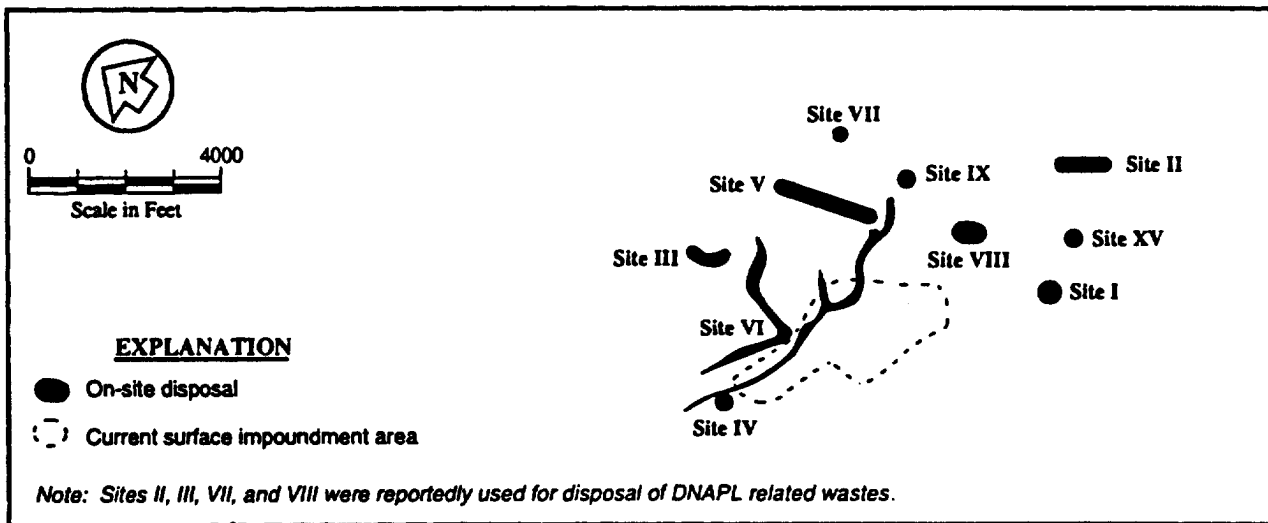 N
0 4000
Scale in Feet
Site VII
Site IX
Site II
Site V
Site III
Site VIII
Site XV
Site I
Site VI
Site IV
EXPLANATION
On-site disposal
Current surface impoundment area
Note: Sites II, III, VII, and VIII were reportedly used for disposal of DNAPL related wastes.